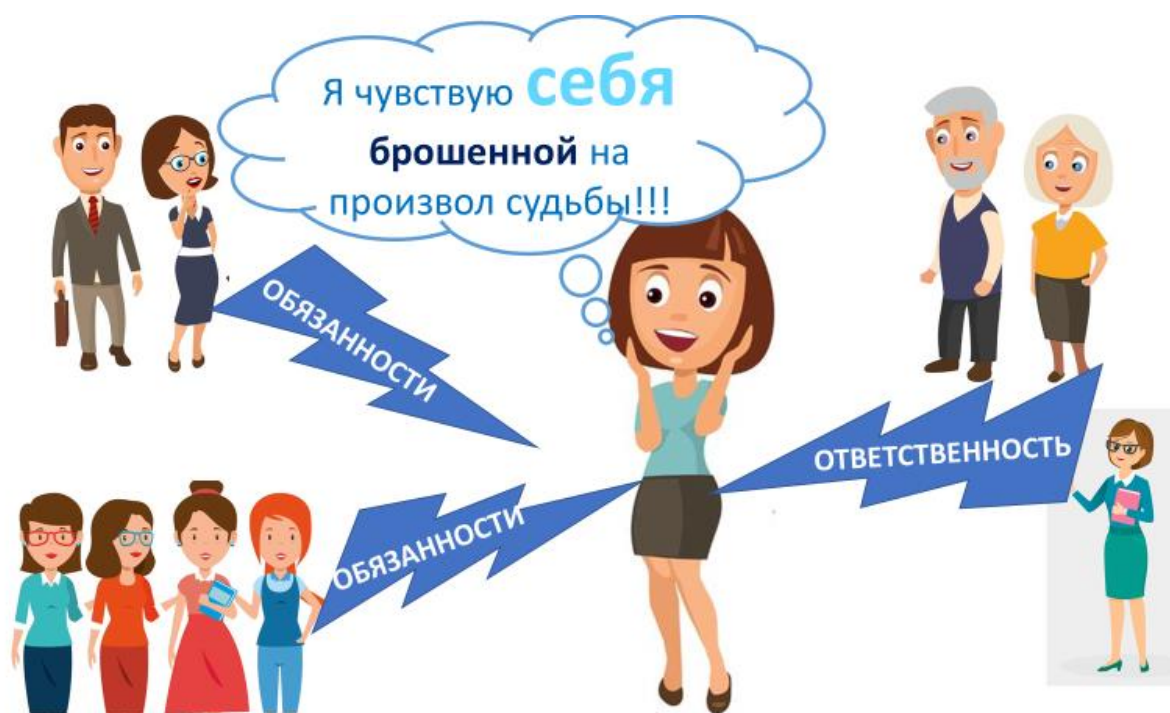 Я чувствую себя
брошенной на
произвол судьбы!!!
ОБЯЗАННОСТИ
ОТВЕТСТВЕННОСТЬ
ОБЯЗАННОСТИ